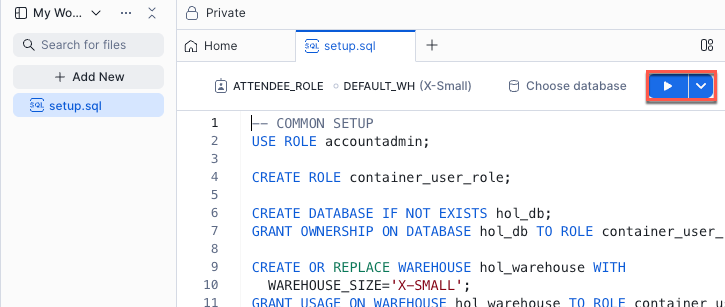 My Wo...
Search for files
+ Add New
SQL setup.sql
Private
Home
SQL setup.sql
ATTENDEE_ROLE DEFAULT_WH (X-Small) Choose database
1 -- COMMON SETUP
2 USE ROLE accountadmin;
3
4 CREATE ROLE container_user_role;
5
6 CREATE DATABASE IF NOT EXISTS hol_db;
7 GRANT OWNERSHIP ON DATABASE hol_db TO ROLE container_user_
8
9 CREATE OR REPLACE WAREHOUSE hol_warehouse WITH
10 WAREHOUSE_SIZE='X-SMALL';
11 GRANT USAGE ON WAREHOUSE hol_warehouse TO ROLE container_u